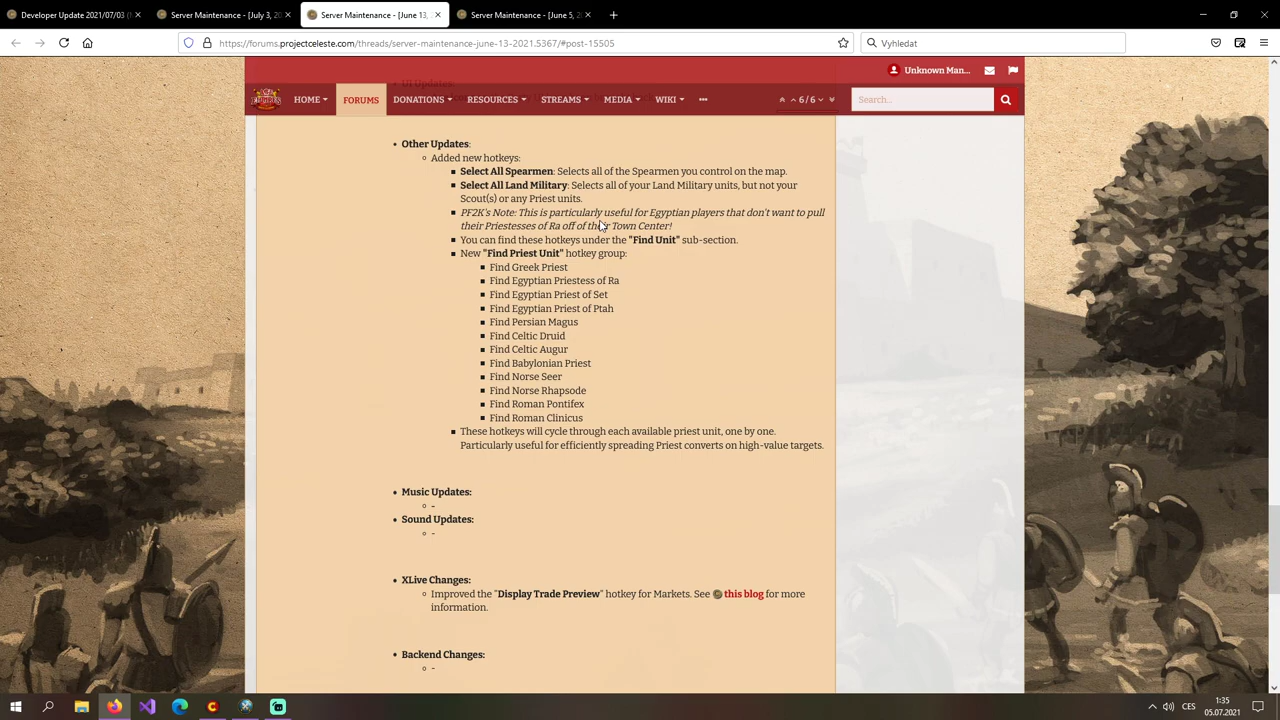 Developer Update 2021/07/03 (
Server Maintenance - [July 3, 20
Server Maintenance - [June 13,
Server Maintenance - [June 5, 20
https://forums.projectceleste.com/threads/server-maintenance-june-13-2021.5367/#post-15505
Vyhledat
Unknown Man...
HOME
FORUMS
DONATIONS
RESOURCES
STREAMS
MEDIA
WIKI
6 / 6
Search...
UI Updates:
Other Updates:
Added new hotkeys:
Select All Spearmen: Selects all of the Spearmen you control on the map.
Select All Land Military: Selects all of your Land Military units, but not your
Scout(s) or any Priest units.
PF2K's Note: This is particularly useful for Egyptian players that don't want to pull
their Priestesses of Ra off of their Town Center!
You can find these hotkeys under the "Find Unit" sub-section.
New "Find Priest Unit" hotkey group:
Find Greek Priest
Find Egyptian Priestess of Ra
Find Egyptian Priest of Set
Find Egyptian Priest of Ptah
Find Persian Magus
Find Celtic Druid
Find Celtic Augur
Find Babylonian Priest
Find Norse Seer
Find Norse Rhapsode
Find Roman Pontifex
Find Roman Clinicus
These hotkeys will cycle through each available priest unit, one by one.
Particularly useful for efficiently spreading Priest converts on high-value targets.
Music Updates:
-
Sound Updates:
-
XLive Changes:
Improved the "Display Trade Preview" hotkey for Markets. See this blog for more
information.
Backend Changes:
-
CES
1:35
05.07.2021